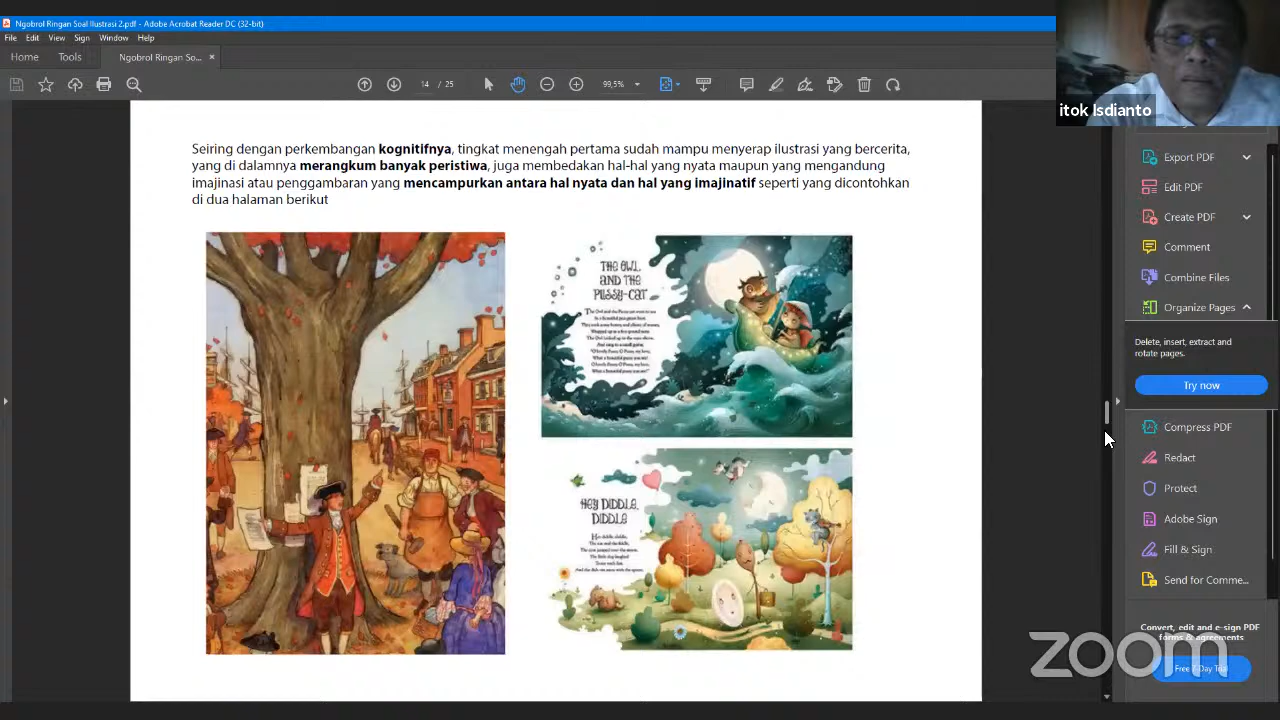 Ngobrol Ringan Soal Ilustrasi 2.pdf - Adobe Acrobat Reader DC (32-bit)
File Edit View Sign Window Help
Home Tools Ngobrol Ringan So... ×
14 / 25 99,5%
itok Isdianto
Seiring dengan perkembangan kognitifnya, tingkat menengah pertama sudah mampu menyerap ilustrasi yang bercerita,
yang di dalamnya merangkum banyak peristiwa, juga membedakan hal-hal yang nyata maupun yang mengandung
imajinasi atau penggambaran yang mencampurkan antara hal nyata dan hal yang imajinatif seperti yang dicontohkan
di dua halaman berikut
THE OWL
AND THE
PUSSY-CAT
HEY DIDDLE,
DIDDLE
Export PDF
Edit PDF
Create PDF
Comment
Combine Files
Organize Pages
Delete, insert, extract and
rotate pages.
Try now
Compress PDF
Redact
Protect
Adobe Sign
Fill & Sign
Send for Comme...
Convert, edit and e-sign PDF
forms & agreements
Free 7-Day Trial
zoom